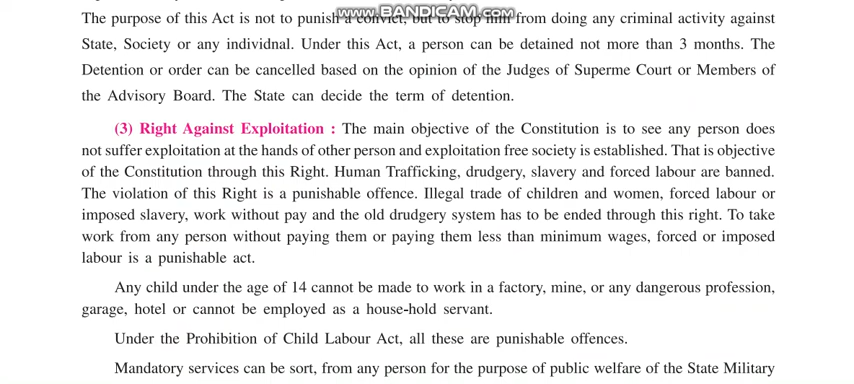 www.BANDICAM.com
The purpose of this Act is not to punish a convict, but to stop him from doing any criminal activity against
State, Society or any individnal. Under this Act, a person can be detained not more than 3 months. The
Detention or order can be cancelled based on the opinion of the Judges of Superme Court or Members of
the Advisory Board. The State can decide the term of detention.
(3) Right Against Exploitation : The main objective of the Constitution is to see any person does
not suffer exploitation at the hands of other person and exploitation free society is established. That is objective
of the Constitution through this Right. Human Trafficking, drudgery, slavery and forced labour are banned.
The violation of this Right is a punishable offence. Illegal trade of children and women, forced labour or
imposed slavery, work without pay and the old drudgery system has to be ended through this right. To take
work from any person without paying them or paying them less than minimum wages, forced or imposed
labour is a punishable act.
Any child under the age of 14 cannot be made to work in a factory, mine, or any dangerous profession,
garage, hotel or cannot be employed as a house-hold servant.
Under the Prohibition of Child Labour Act, all these are punishable offences.
Mandatory services can be sort, from any person for the purpose of public welfare of the State Military